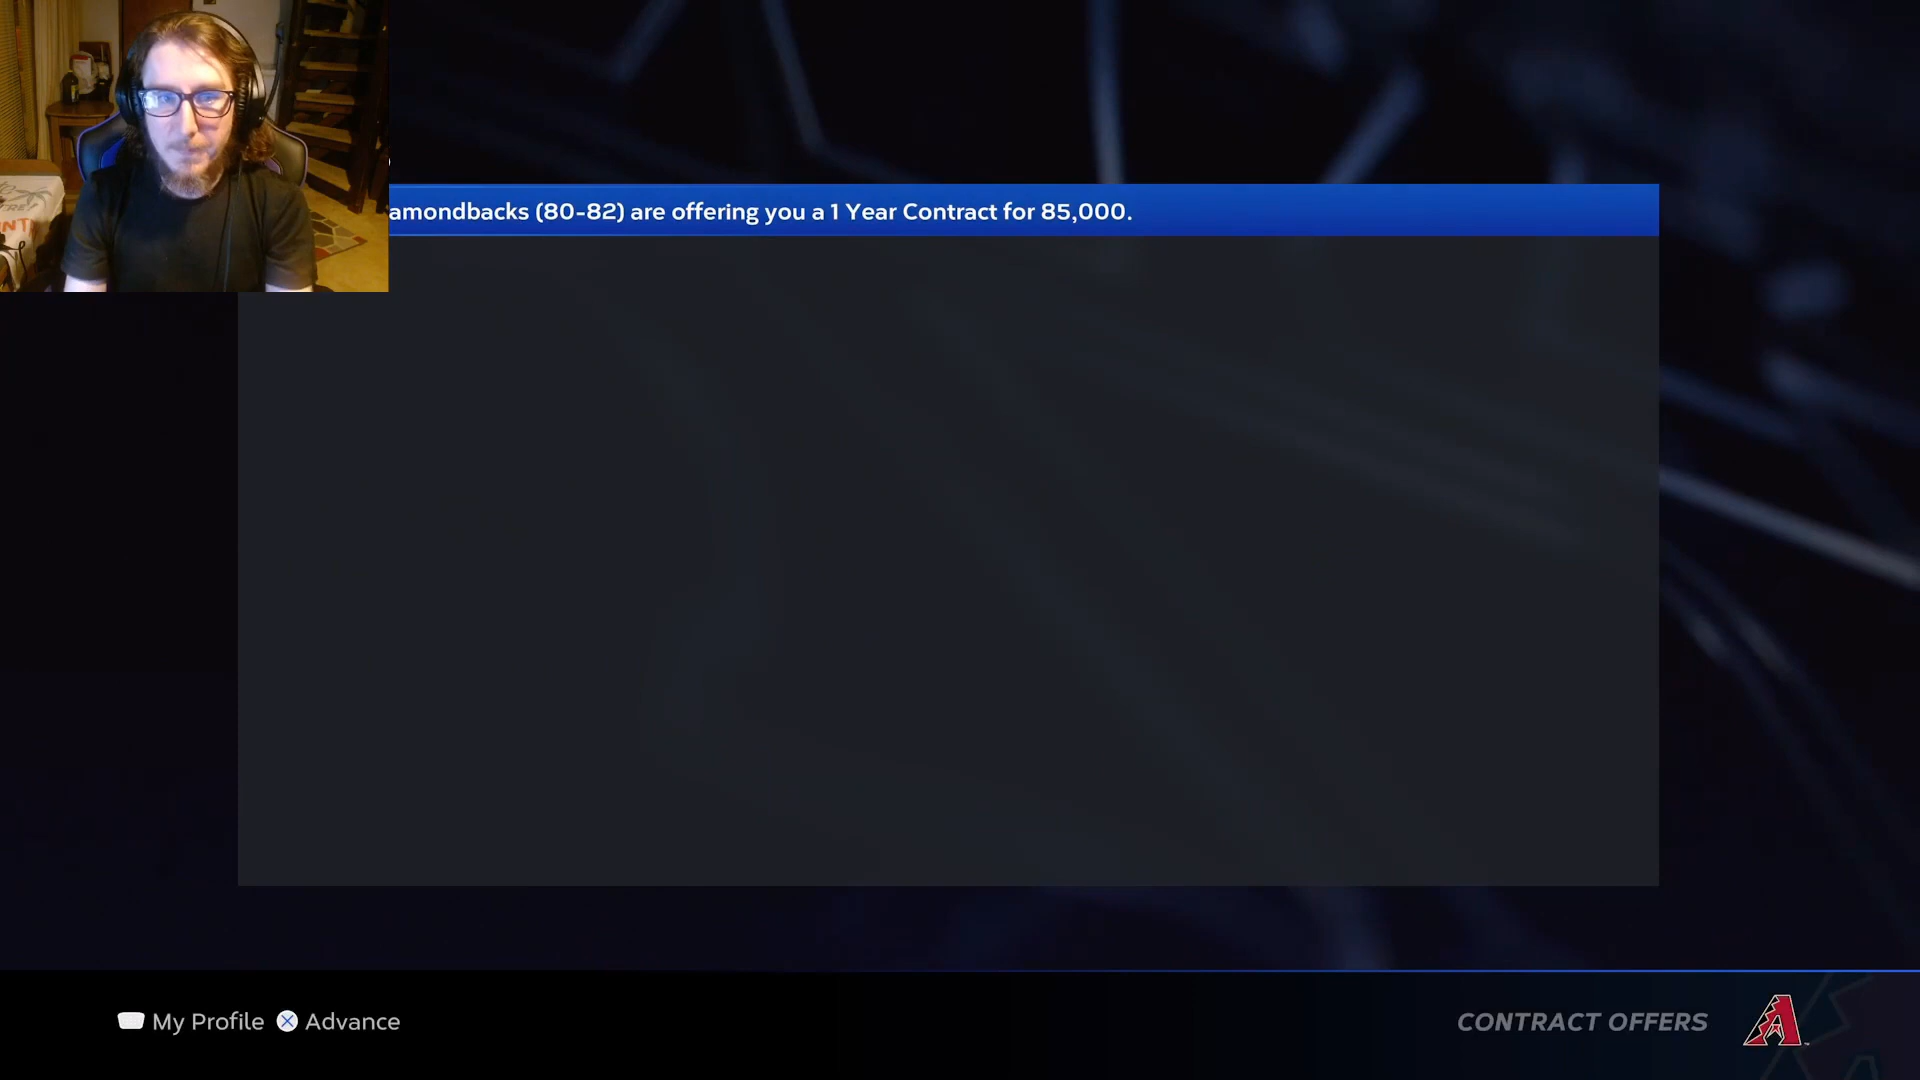 amondbacks (80-82) are offering you a 1 Year Contract for 85,000.
My Profile
Advance
CONTRACT OFFERS
A